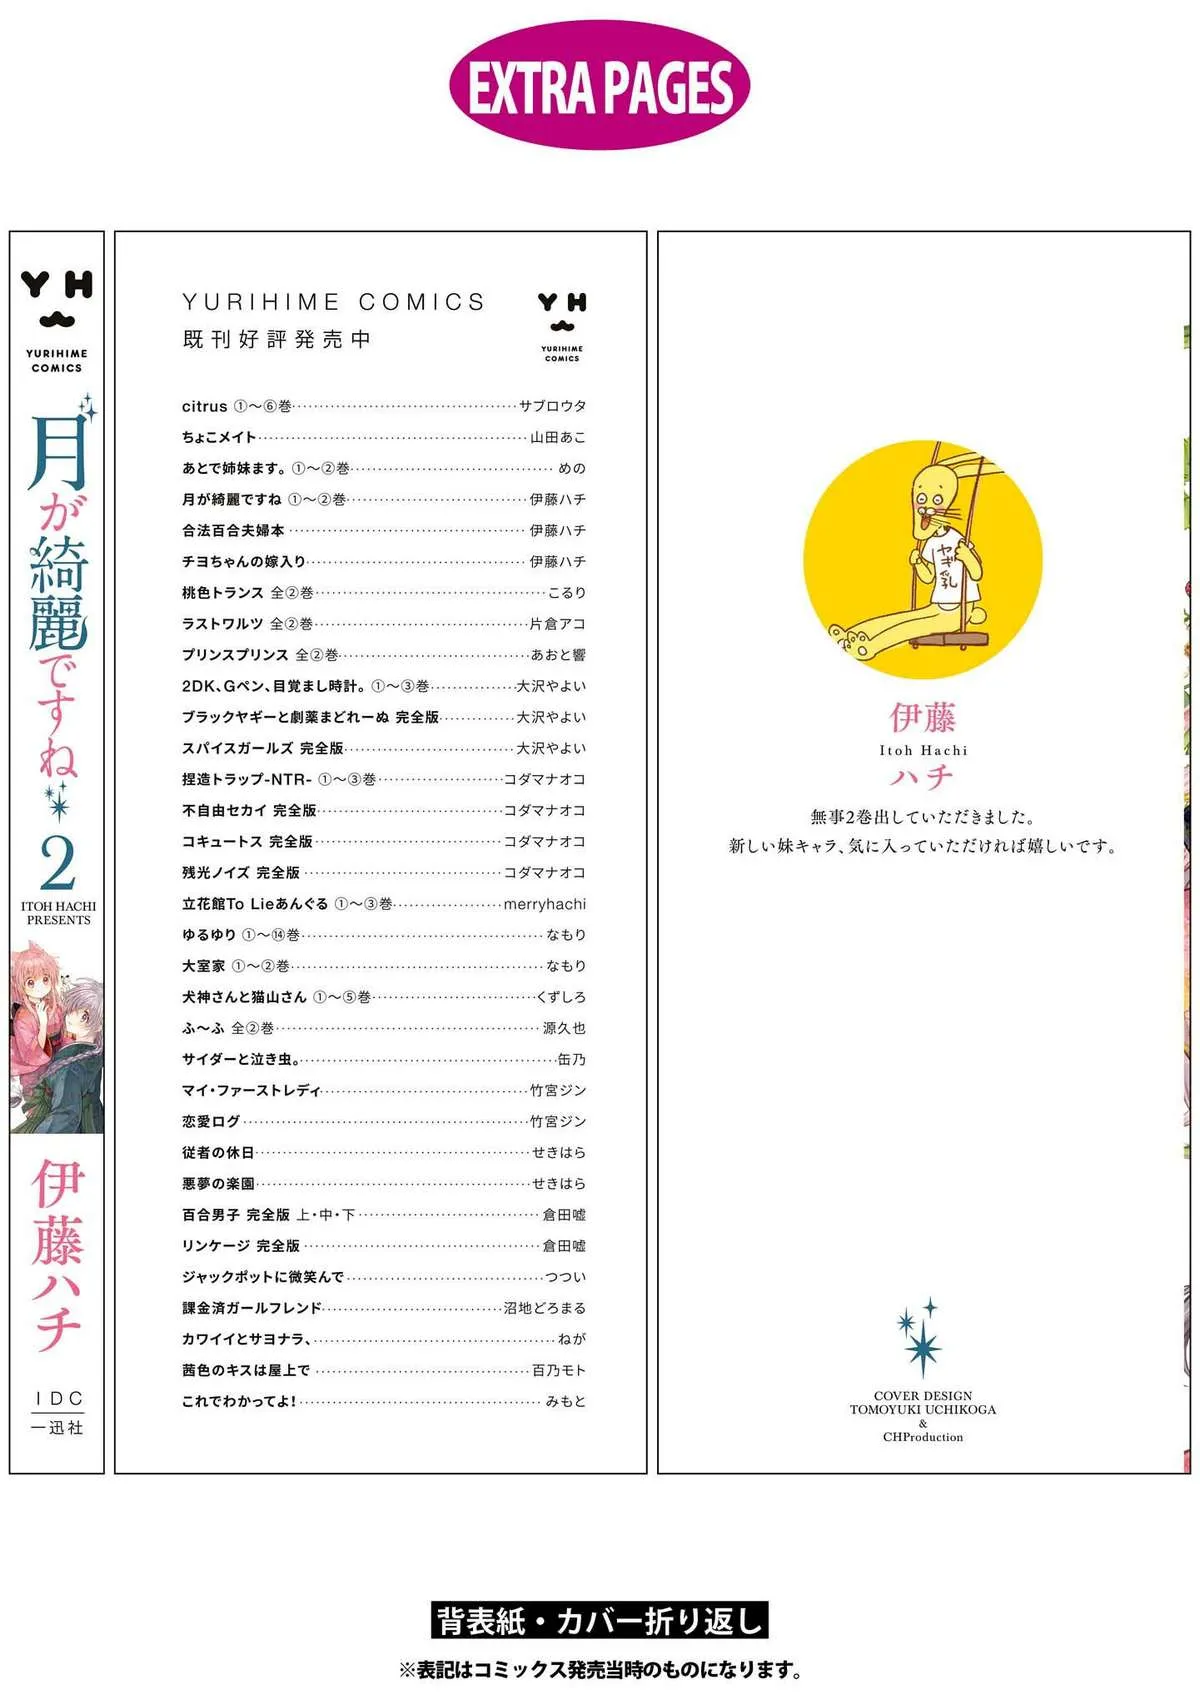 EXTRA PAGES
YH
YURIHIME
COMICS
月が綺麗ですね
2
ITOH HACHI
PRESENTS
伊藤ハチ
IDC
一迅社
YURIHIME COMICS
既刊好評発売中
YH
YURIHIME
COMICS
citrus ①〜⑥巻……サブロウタ
ちょこメイト……山田あこ
あとで姉妹ます。 ①〜②巻……めの
月が綺麗ですね ①〜②巻……伊藤ハチ
合法百合夫婦本……伊藤ハチ
チヨちゃんの嫁入り……伊藤ハチ
桃色トランス 全②巻……こるり
ラストワルツ 全②巻……片倉アコ
プリンスプリンス 全②巻……あおと響
2DK、Gペン、目覚まし時計。 ①〜③巻……大沢やよい
ブラックヤギーと劇薬まどれーぬ 完全版……大沢やよい
スパイスガールズ 完全版……大沢やよい
捏造トラップ-NTR- ①〜③巻……コダマナオコ
不自由セカイ 完全版……コダマナオコ
コキュートス 完全版……コダマナオコ
残光ノイズ 完全版……コダマナオコ
立花館To Lieあんぐる ①〜③巻……merryhachi
ゆるゆり ①〜⑭巻……なもり
大室家 ①〜②巻……なもり
犬神さんと猫山さん ①〜⑤巻……くずしろ
ふ〜ふ 全②巻……源久也
サイダーと泣き虫。……缶乃
マイ・ファーストレディ……竹宮ジン
恋愛ログ……竹宮ジン
従者の休日……せきはら
悪夢の楽園……せきはら
百合男子 完全版 上・中・下……倉田嘘
リンケージ 完全版……倉田嘘
ジャックポットに微笑んで……つつい
課金済ガールフレンド……沼地どろまる
カワイイとサヨナラ、……ねが
茜色のキスは屋上で……百乃モト
これでわかってよ!……みもと
ヤギ乳
伊藤
Itoh Hachi
ハチ
無事2巻出していただきました。
新しい妹キャラ、気に入っていただければ嬉しいです。
COVER DESIGN
TOMOYUKI UCHIKOGA
&
CHProduction
背表紙・カバー折り返し
※表記はコミックス発売当時のものになります。